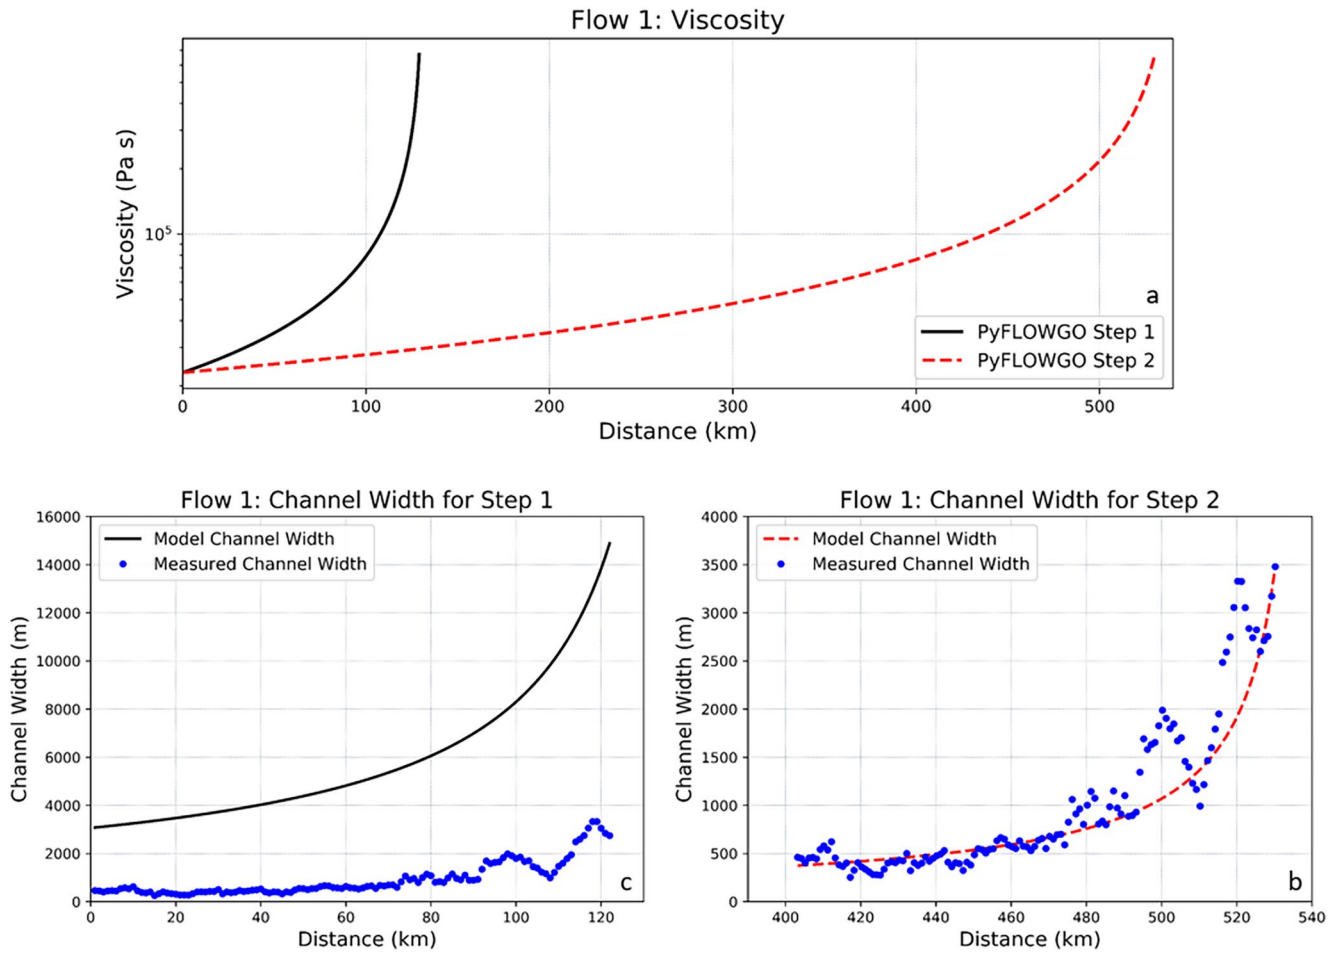 Flow 1: Viscosity
Viscosity (Pa s)
10⁵
a
PyFLOWGO Step 1
PyFLOWGO Step 2
0 100 200 300 400 500
Distance (km)
Flow 1: Channel Width for Step 1
Channel Width (m)
16000
14000
12000
10000
8000
6000
4000
2000
0
Model Channel Width
Measured Channel Width
c
0 20 40 60 80 100 120
Distance (km)
Flow 1: Channel Width for Step 2
Channel Width (m)
4000
3500
3000
2500
2000
1500
1000
500
0
Model Channel Width
Measured Channel Width
b
400 420 440 460 480 500 520 540
Distance (km)